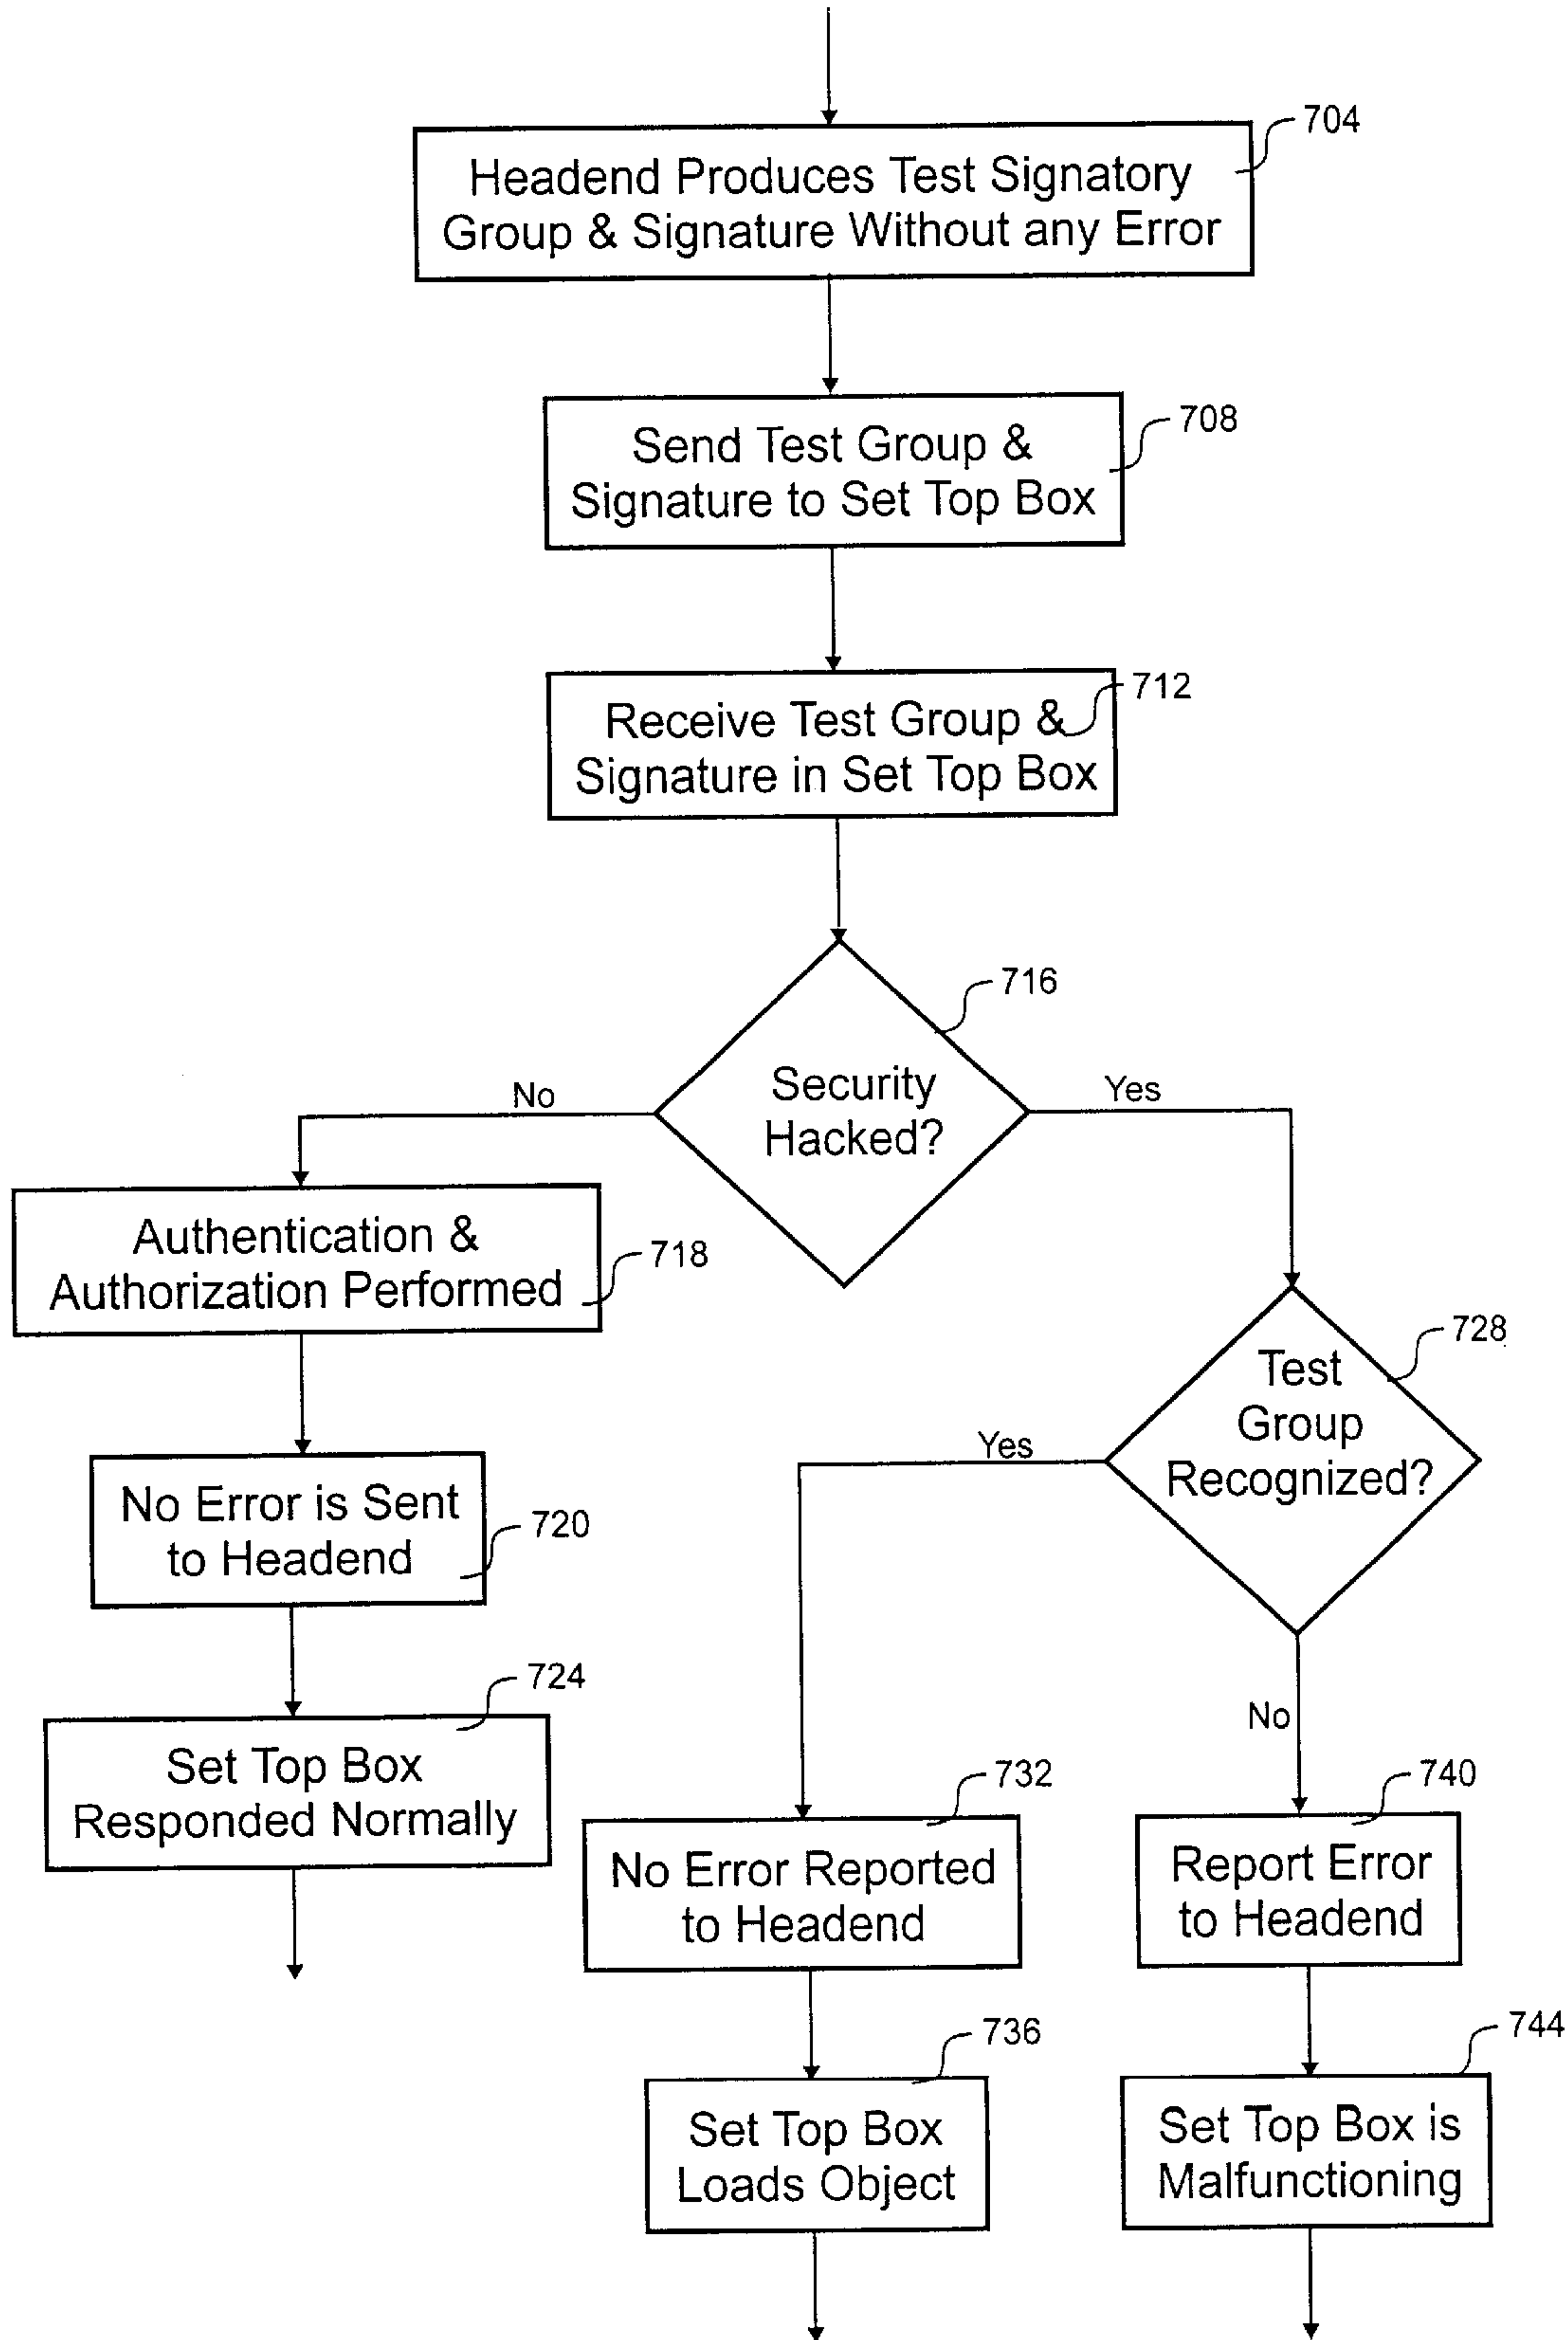 704
Headend Produces Test Signatory
Group & Signature Without any Error
708
Send Test Group &
Signature to Set Top Box
712
Receive Test Group &
Signature in Set Top Box
716
Security
Hacked?
No
Yes
Authentication &
Authorization Performed
718
728
Test
Group
Recognized?
Yes
No
No Error is Sent
to Headend
720
724
Set Top Box
Responded Normally
732
No Error Reported
to Headend
740
Report Error
to Headend
736
Set Top Box
Loads Object
744
Set Top Box is
Malfunctioning